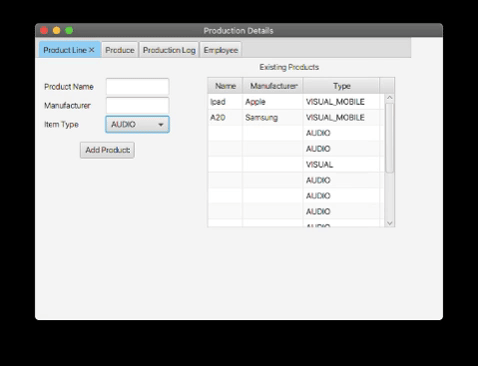 Production Details
Product Line × Produce Production Log Employee
Existing Products
Product Name
Manufacturer
Item Type AUDIO
Add Product
Name Manufacturer Type
Ipad Apple VISUAL_MOBILE
A20 Samsung VISUAL_MOBILE
AUDIO
AUDIO
VISUAL
AUDIO
AUDIO
AUDIO
AUDIO